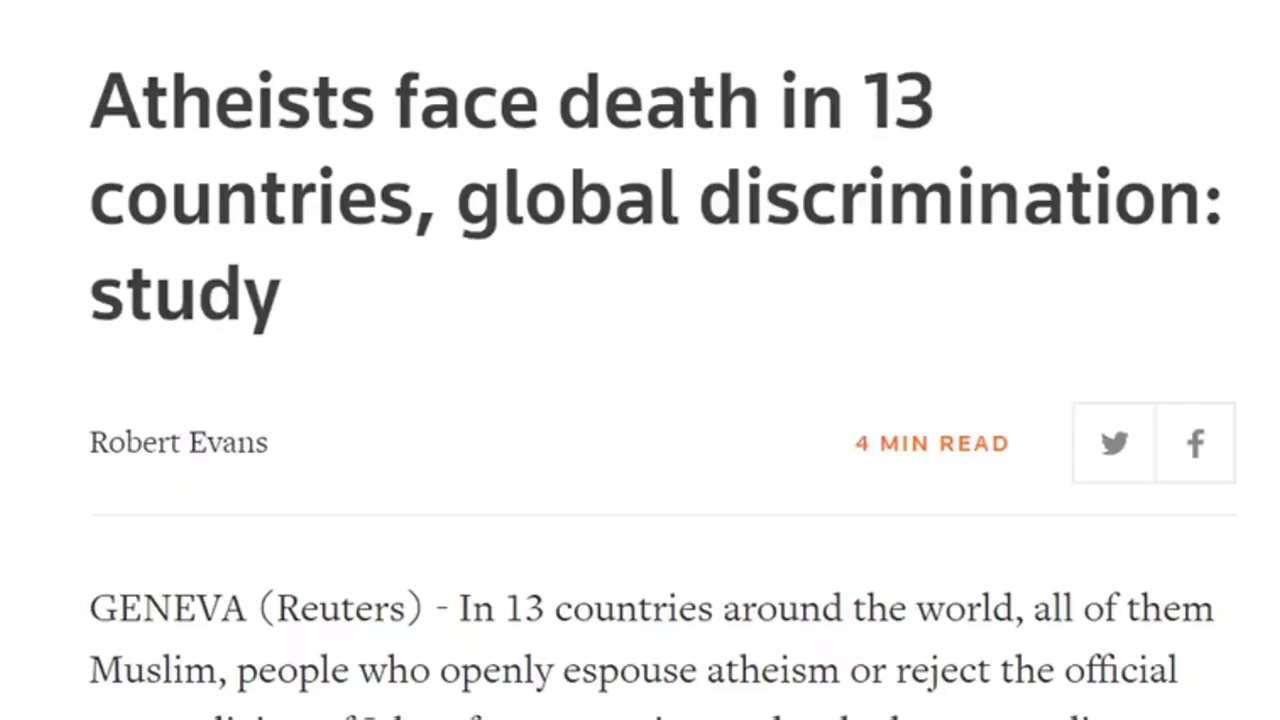 Atheists face death in 13
countries, global discrimination:
study
Robert Evans
4 MIN READ
GENEVA (Reuters) - In 13 countries around the world, all of them
Muslim, people who openly espouse atheism or reject the official